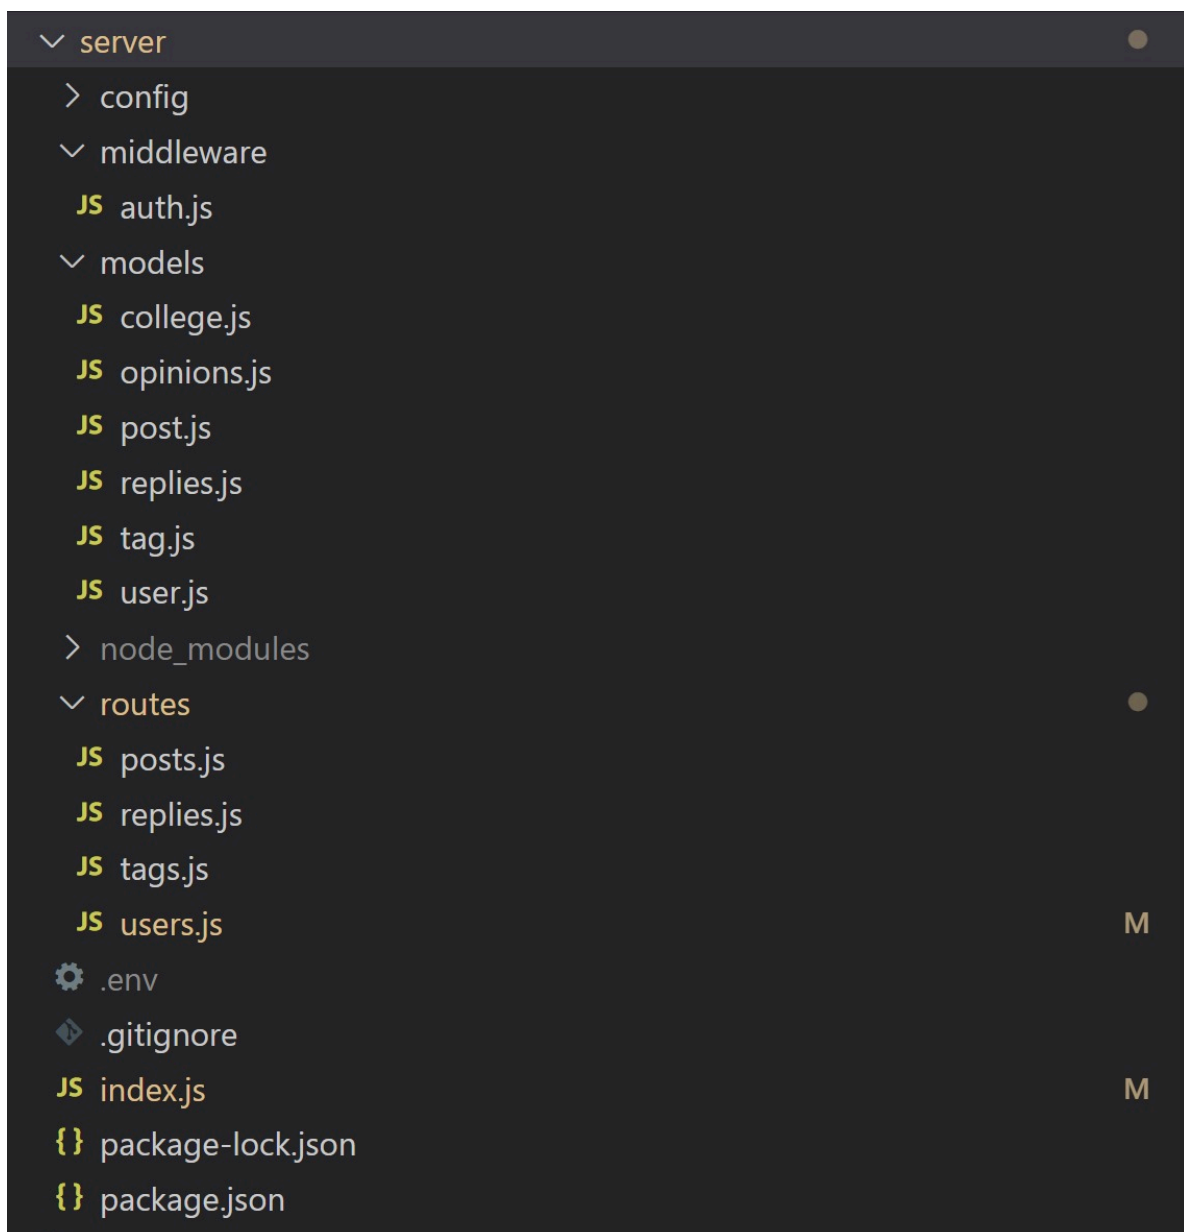 server
config
middleware
JS auth.js
models
JS college.js
JS opinions.js
JS post.js
JS replies.js
JS tag.js
JS user.js
node_modules
routes
JS posts.js
JS replies.js
JS tags.js
JS users.js M
.env
.gitignore
JS index.js M
{} package-lock.json
{} package.json